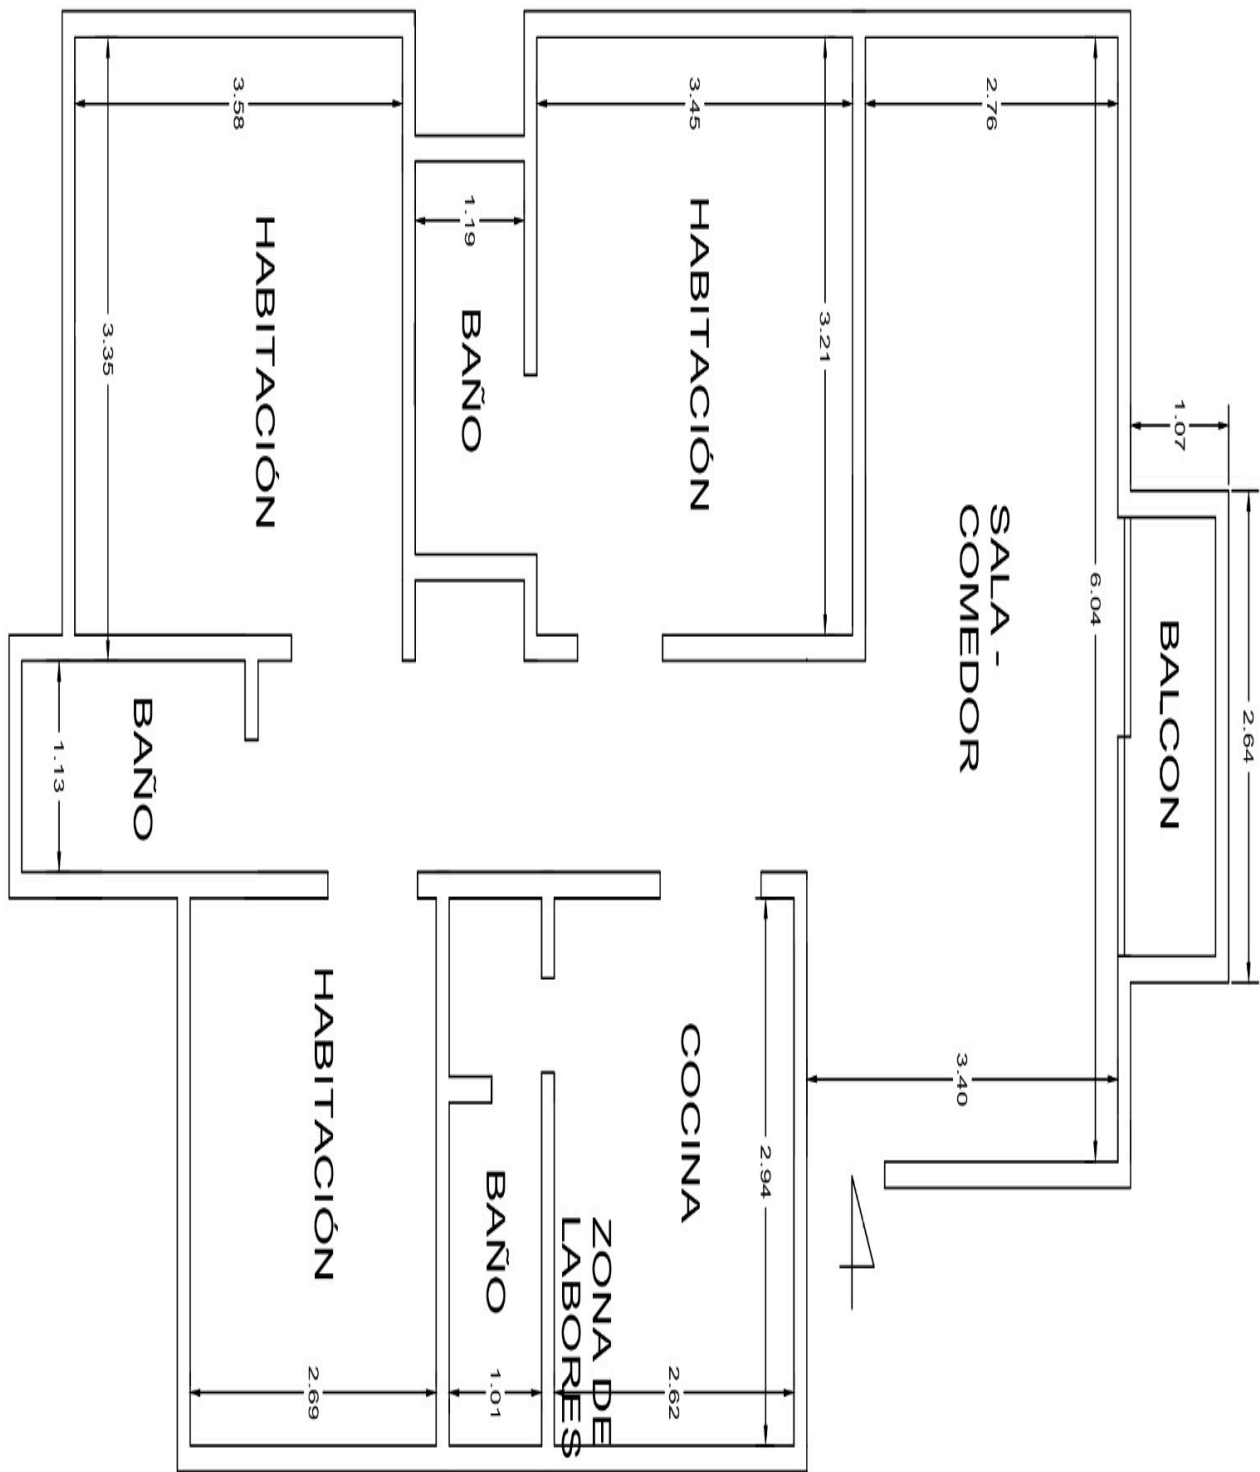 3.58
3.45
2.76
1.19
HABITACIÓN
HABITACIÓN
BAÑO
3.35
3.21
1.07
SALA -
COMEDOR
6.04
BALCON
2.64
BAÑO
1.13
HABITACIÓN
COCINA
3.40
2.94
BAÑO
ZONA DE
LABORES
2.69
1.01
2.62